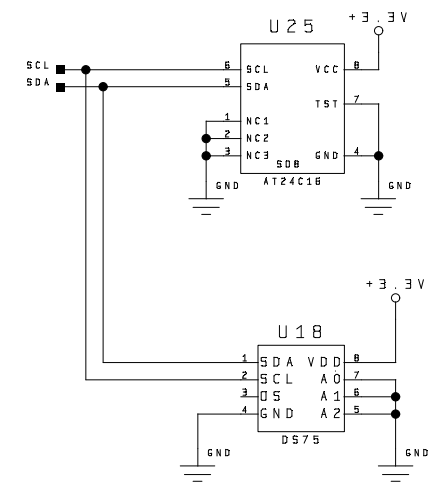 U25
+3.3V
SCL
SDA
6 SCL VCC 8
5 SDA
TST 7
1 NC1
2 NC2
3 NC3 GND 4
SO8
AT24C16
GND
GND
+3.3V
U18
1 SDA VDD 8
2 SCL A0 7
3 OS A1 6
4 GND A2 5
DS75
GND
GND